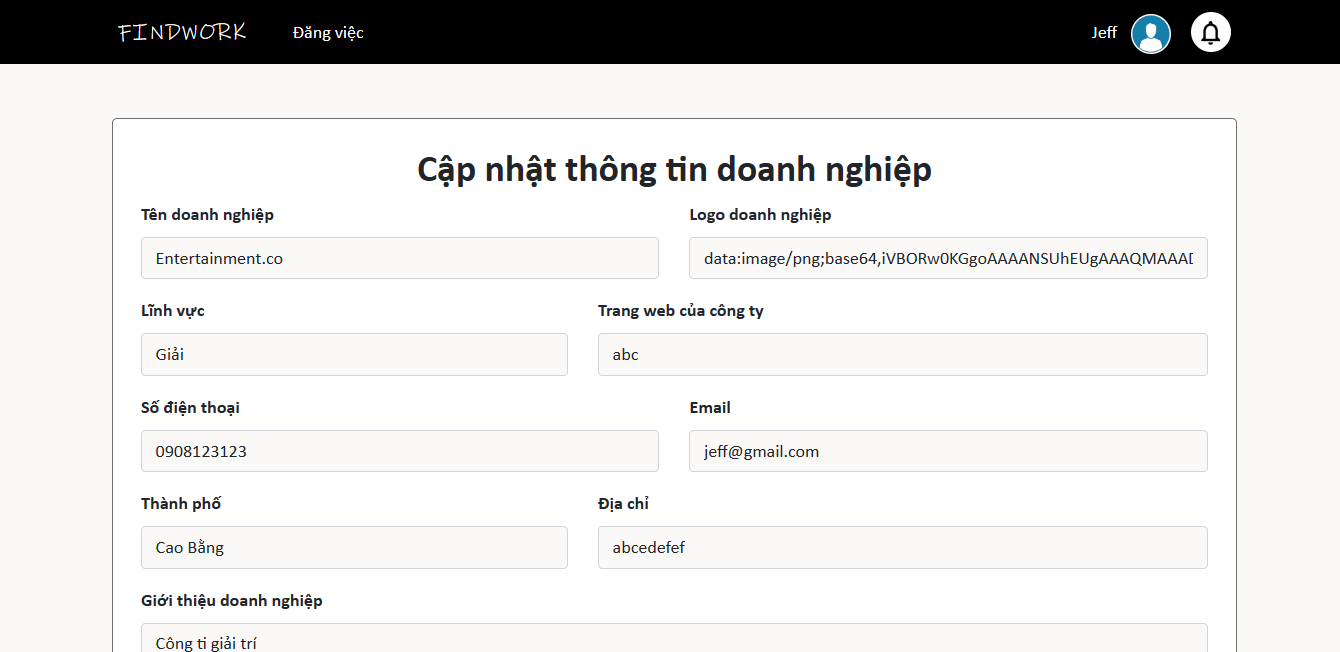 FINDWORK Đăng việc Jeff
Cập nhật thông tin doanh nghiệp
Tên doanh nghiệp Logo doanh nghiệp
Entertainment.co data:image/png;base64,iVBORw0KGgoAAAANSUhEUgAAAQMAAAD
Lĩnh vực Trang web của công ty
Giải abc
Số điện thoại Email
0908123123 jeff@gmail.com
Thành phố Địa chỉ
Cao Bằng abcedefef
Giới thiệu doanh nghiệp
Công ti giải trí